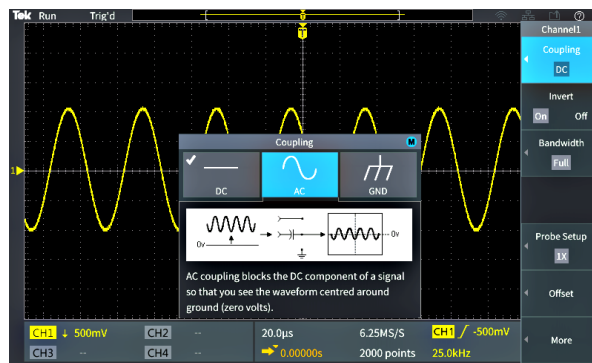 Tek Run Trig'd
T
Channel1
Coupling
DC
Invert
On Off
Bandwidth
Full
Probe Setup
1X
Offset
More
1
Coupling M
DC AC GND
0v 0v
AC coupling blocks the DC component of a signal
so that you see the waveform centred around
ground (zero volts).
CH1 ↓ 500mV CH2 -- 20.0µs 6.25MS/S CH1 / -500mV
CH3 -- CH4 -- 0.00000s 2000 points 25.0kHz